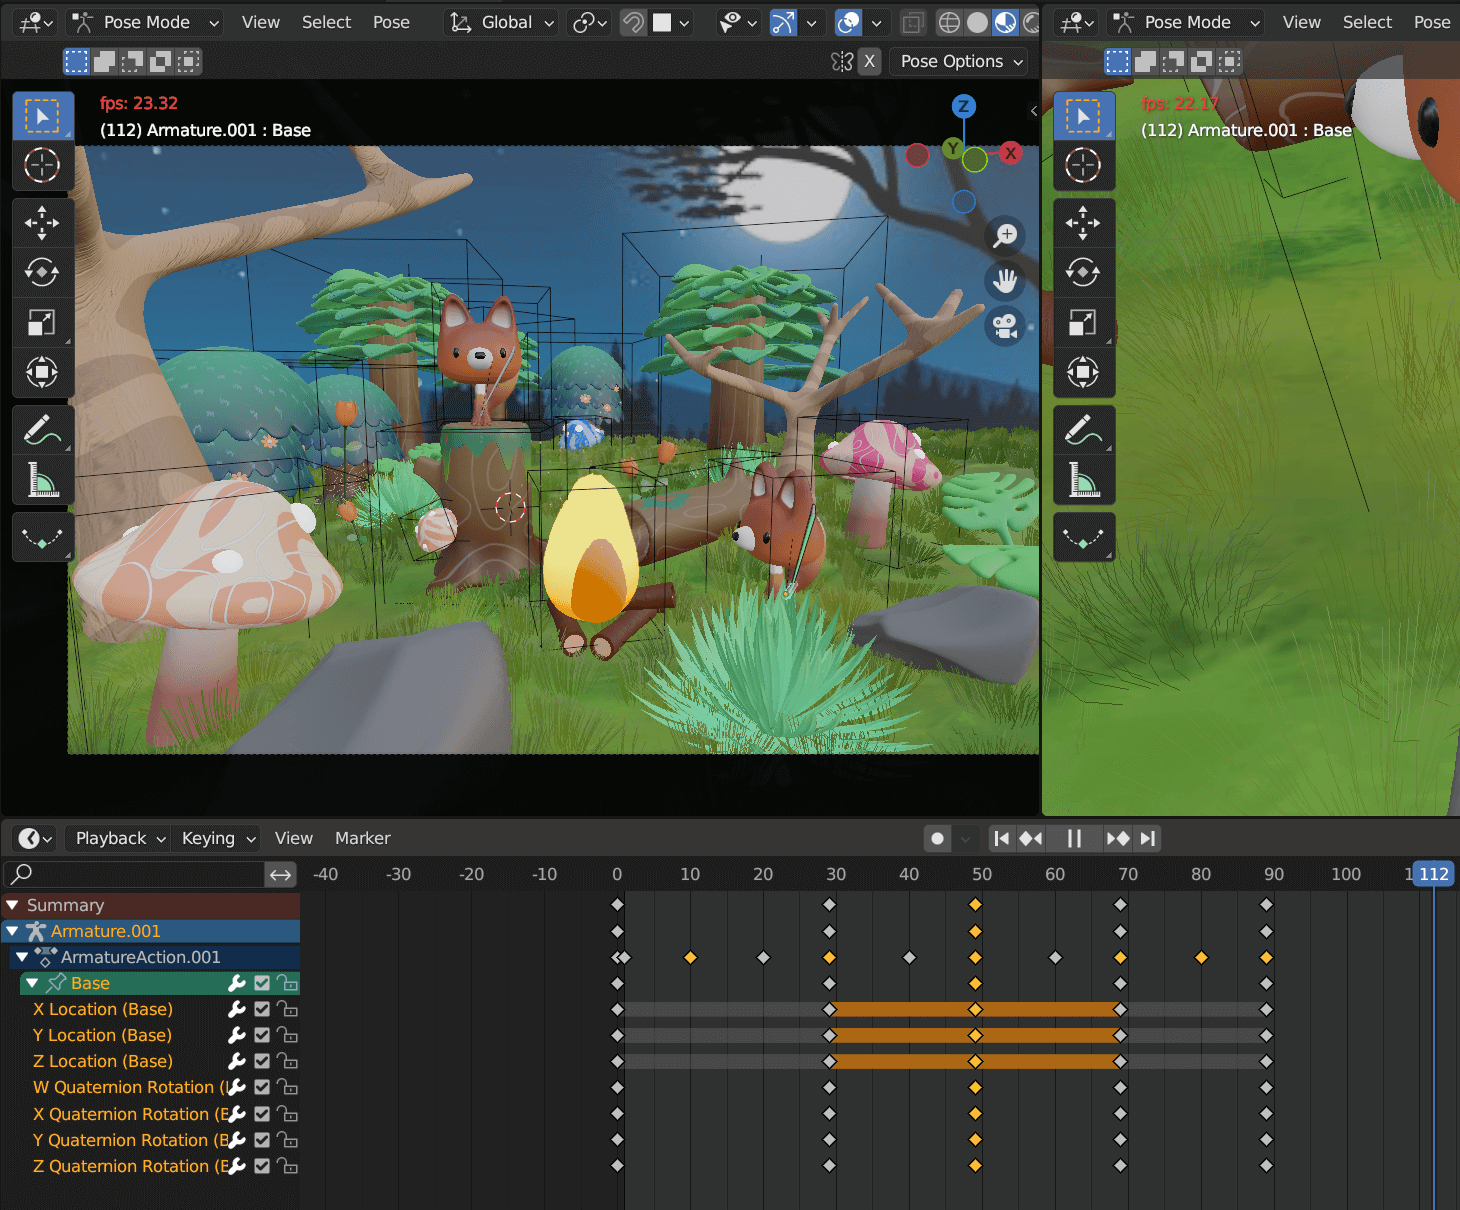 Pose Mode View Select Pose Global
Pose Mode View Select Pose
X Pose Options
fps: 23.32
(112) Armature.001 : Base
Z
Y
X
fps: 22.17
(112) Armature.001 : Base
Playback Keying View Marker
-40 -30 -20 -10 0 10 20 30 40 50 60 70 80 90 100 112
Summary
Armature.001
ArmatureAction.001
Base
X Location (Base)
Y Location (Base)
Z Location (Base)
W Quaternion Rotation (
X Quaternion Rotation (B
Y Quaternion Rotation (B
Z Quaternion Rotation (B